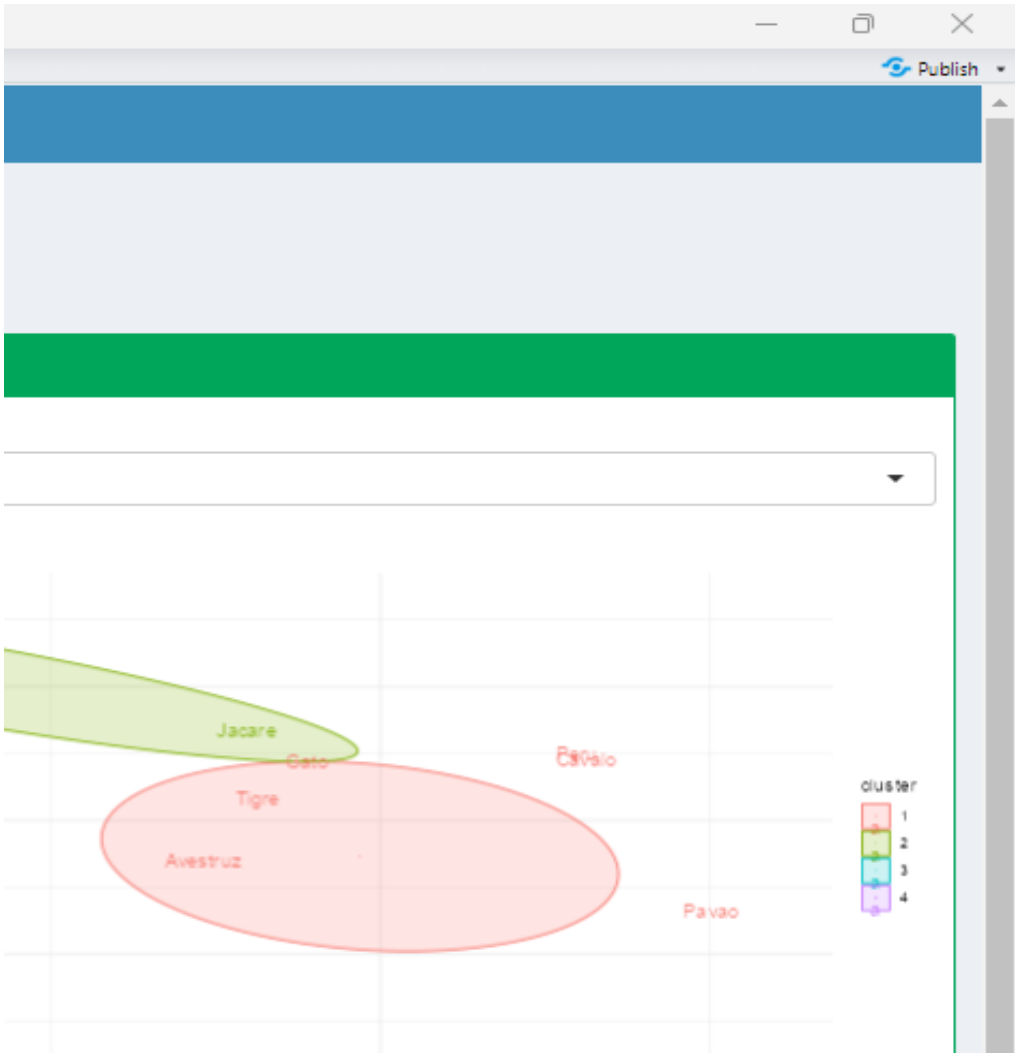 Publish
Jacare
Gato
Cavalo
Tigre
cluster
1
2
3
4
Avestruz
Pavao